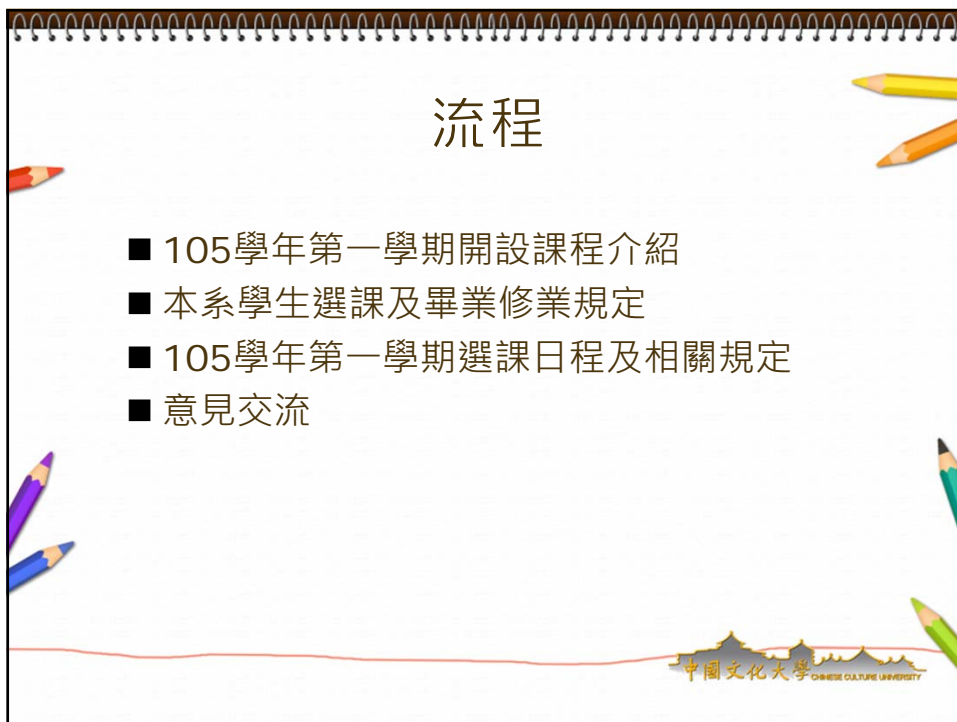 流程
■ 105學年第一學期開設課程介紹
■ 本系學生選課及畢業修業規定
■ 105學年第一學期選課日程及相關規定
■ 意見交流
中國文化大學 CHINESE CULTURE UNIVERSITY